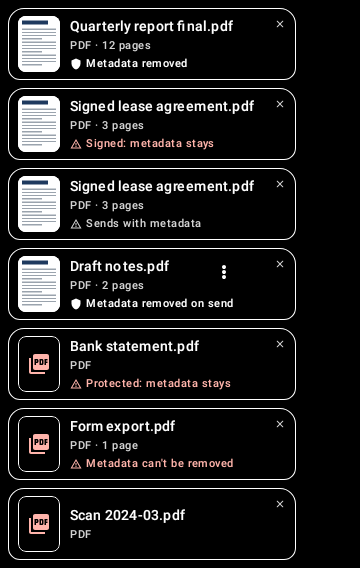 Quarterly report final.pdf
PDF · 12 pages
Metadata removed
Signed lease agreement.pdf
PDF · 3 pages
Signed: metadata stays
Signed lease agreement.pdf
PDF · 3 pages
Sends with metadata
Draft notes.pdf
PDF · 2 pages
Metadata removed on send
Bank statement.pdf
PDF
PDF
Protected: metadata stays
Form export.pdf
PDF
PDF · 1 page
Metadata can't be removed
Scan 2024-03.pdf
PDF
PDF